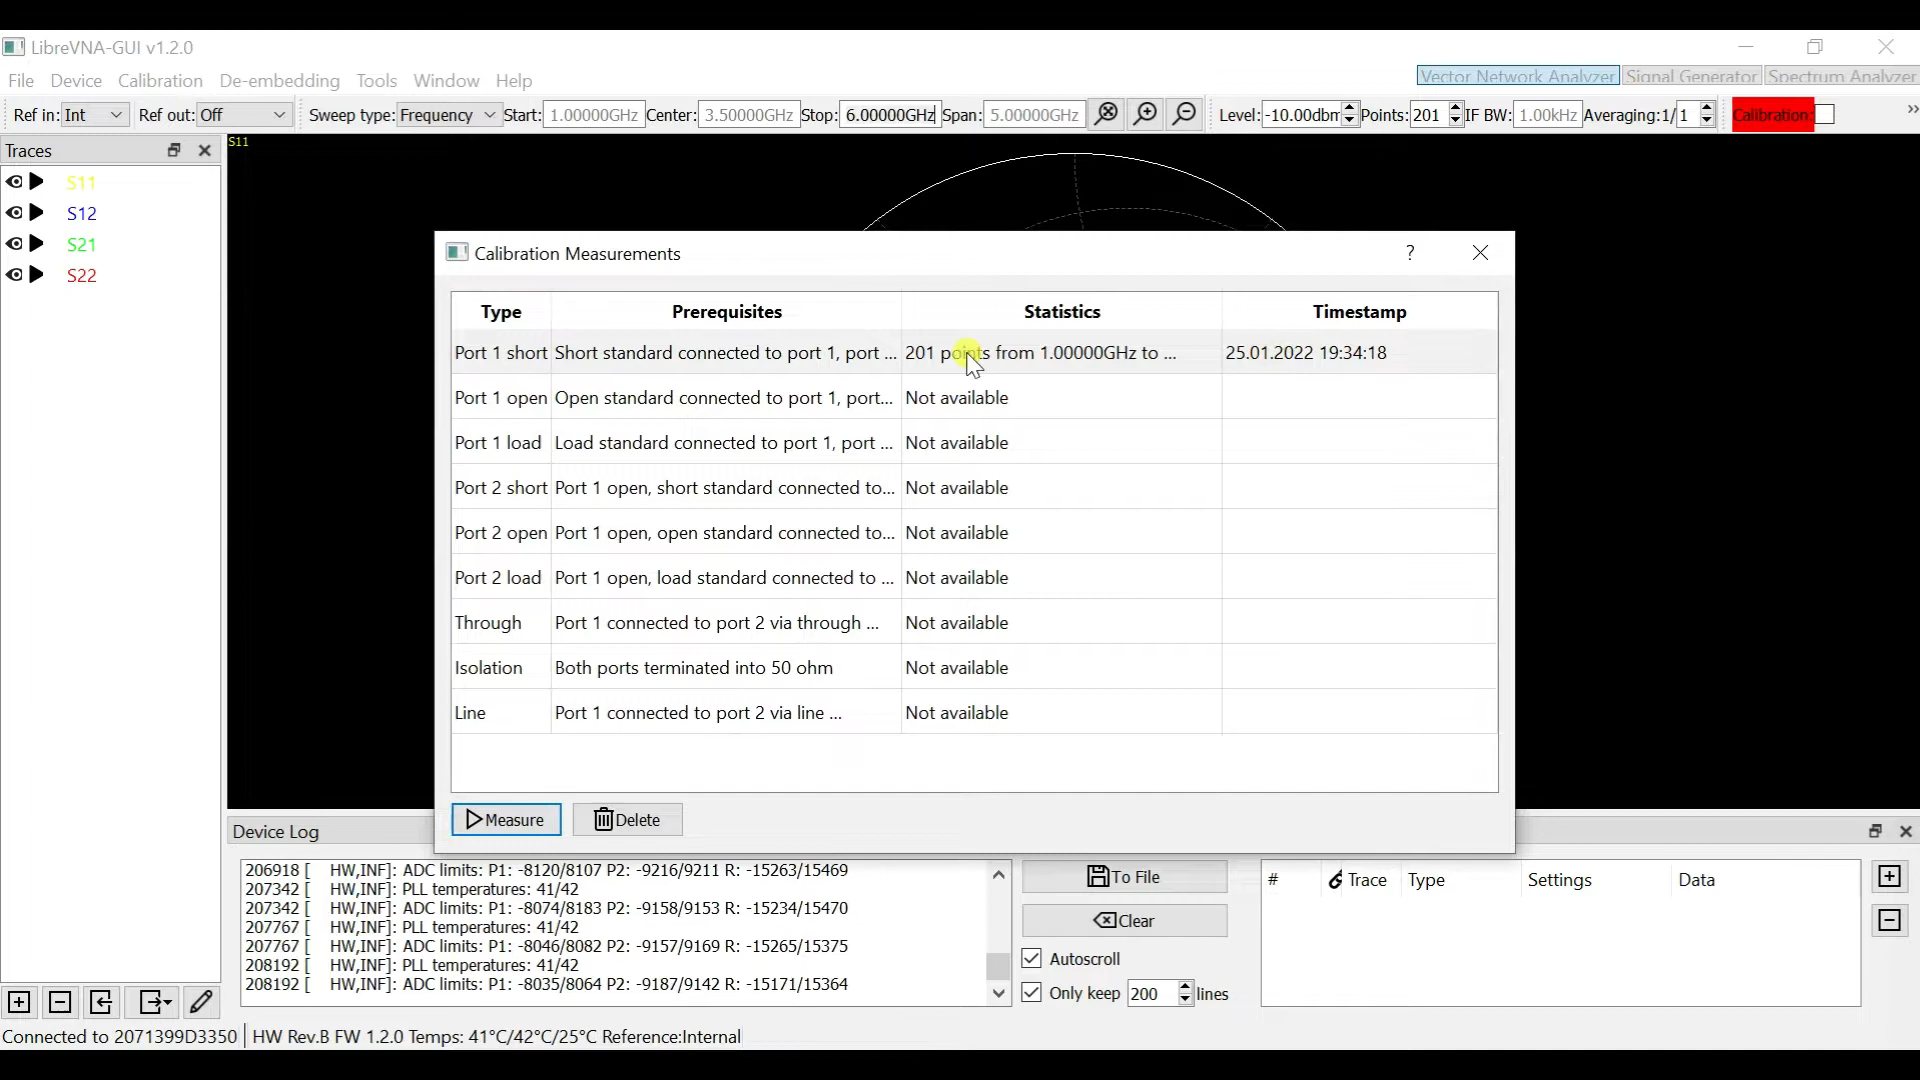 LibreVNA-GUI v1.2.0
File Device Calibration De-embedding Tools Window Help
Vector Network Analyzer Signal Generator Spectrum Analyzer
Ref in: Int Ref out: Off Sweep type: Frequency Start: 1.00000GHz Center: 3.50000GHz Stop: 6.00000GHz Span: 5.00000GHz Level: -10.00dbm Points: 201 IF BW: 1.00kHz Averaging:1/ 1 Calibration: »
Traces
S11
S11
S12
S21
S22
Calibration Measurements ?
Type Prerequisites Statistics Timestamp
Port 1 short Short standard connected to port 1, port ... 201 points from 1.00000GHz to ... 25.01.2022 19:34:18
Port 1 open Open standard connected to port 1, port... Not available
Port 1 load Load standard connected to port 1, port ... Not available
Port 2 short Port 1 open, short standard connected to... Not available
Port 2 open Port 1 open, open standard connected to... Not available
Port 2 load Port 1 open, load standard connected to ... Not available
Through Port 1 connected to port 2 via through ... Not available
Isolation Both ports terminated into 50 ohm Not available
Line Port 1 connected to port 2 via line ... Not available
Measure Delete
Device Log
206918 [ HW,INF]: ADC limits: P1: -8120/8107 P2: -9216/9211 R: -15263/15469
207342 [ HW,INF]: PLL temperatures: 41/42
207342 [ HW,INF]: ADC limits: P1: -8074/8183 P2: -9158/9153 R: -15234/15470
207767 [ HW,INF]: PLL temperatures: 41/42
207767 [ HW,INF]: ADC limits: P1: -8046/8082 P2: -9157/9169 R: -15265/15375
208192 [ HW,INF]: PLL temperatures: 41/42
208192 [ HW,INF]: ADC limits: P1: -8035/8064 P2: -9187/9142 R: -15171/15364
To File
Clear
Autoscroll
Only keep 200 lines
# Trace Type Settings Data
Connected to 2071399D3350 HW Rev.B FW 1.2.0 Temps: 41°C/42°C/25°C Reference:Internal